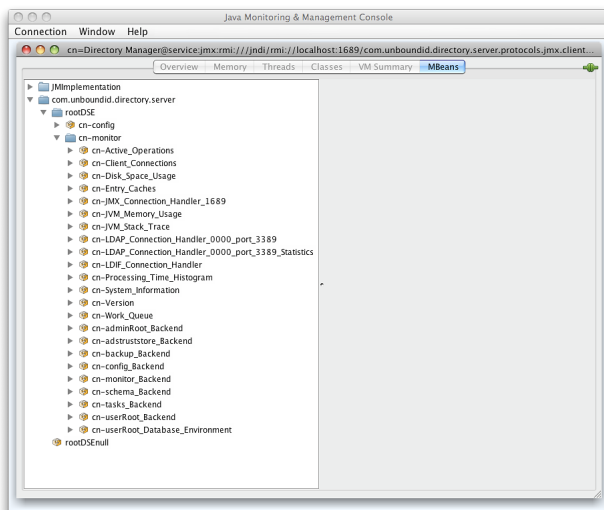 Java Monitoring & Management Console
Connection Window Help
cn=Directory Manager@service:jmx:rmi:///jndi/rmi://localhost:1689/com.unboundid.directory.server.protocols.jmx.client...
Overview Memory Threads Classes VM Summary MBeans
JMImplementation
com.unboundid.directory.server
rootDSE
cn-config
cn-monitor
cn-Active_Operations
cn-Client_Connections
cn-Disk_Space_Usage
cn-Entry_Caches
cn-JMX_Connection_Handler_1689
cn-JVM_Memory_Usage
cn-JVM_Stack_Trace
cn-LDAP_Connection_Handler_0000_port_3389
cn-LDAP_Connection_Handler_0000_port_3389_Statistics
cn-LDIF_Connection_Handler
cn-Processing_Time_Histogram
cn-System_Information
cn-Version
cn-Work_Queue
cn-adminRoot_Backend
cn-adstruststore_Backend
cn-backup_Backend
cn-config_Backend
cn-monitor_Backend
cn-schema_Backend
cn-tasks_Backend
cn-userRoot_Backend
cn-userRoot_Database_Environment
rootDSEnull